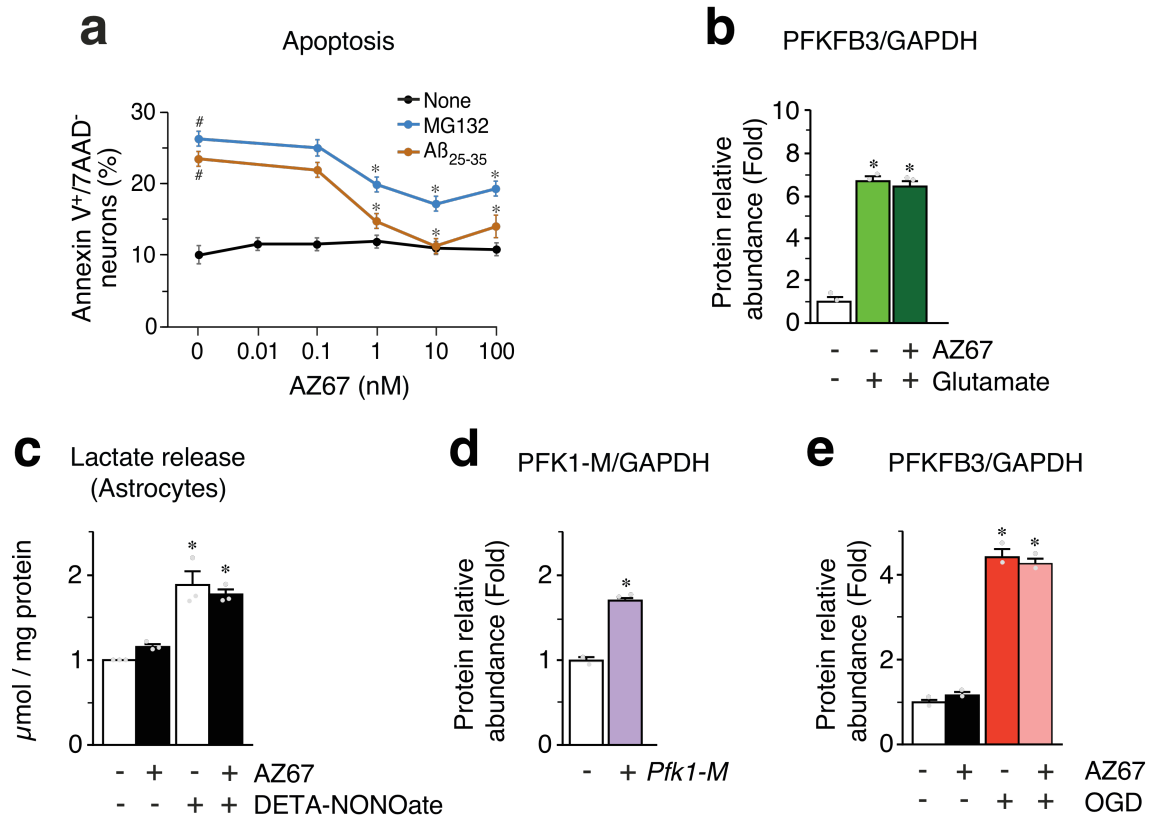 a
Apoptosis
None
MG132
Aß25-35
Annexin V+/7AAD-
neurons (%)
30
20
10
0
#
#
*
*
*
*
*
*
0 0.01 0.1 1 10 100
AZ67 (nM)
b
PFKFB3/GAPDH
Protein relative
abundance (Fold)
10
8
6
4
2
0
* *
- - + AZ67
- + + Glutamate
c
Lactate release
(Astrocytes)
µmol / mg protein
2
1
0
* *
- + - + AZ67
- - + + DETA-NONOate
d
PFK1-M/GAPDH
Protein relative
abundance (Fold)
2
1
0
*
- + Pfk1-M
e
PFKFB3/GAPDH
Protein relative
abundance (Fold)
4
2
0
* *
- + - + AZ67
- - + + OGD